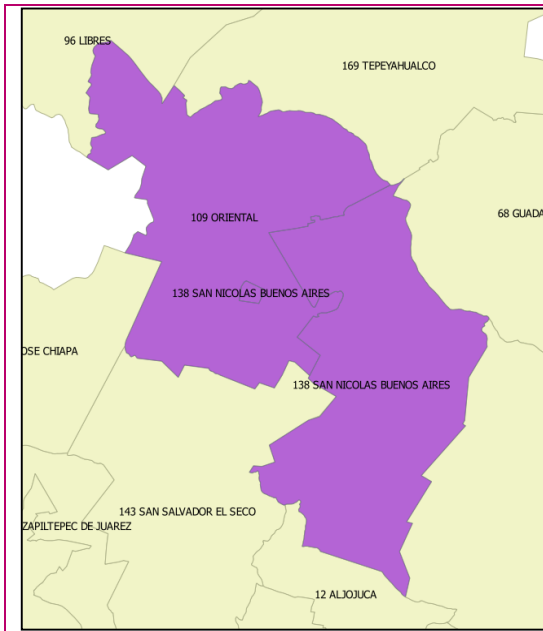 96 LIBRES
169 TEPEYAHUALCO
109 ORIENTAL
68 GUADA
138 SAN NICOLAS BUENOS AIRES
OSE CHIAPA
138 SAN NICOLAS BUENOS AIRES
143 SAN SALVADOR EL SECO
ZAPILTEPEC DE JUAREZ
12 ALJOJUCA